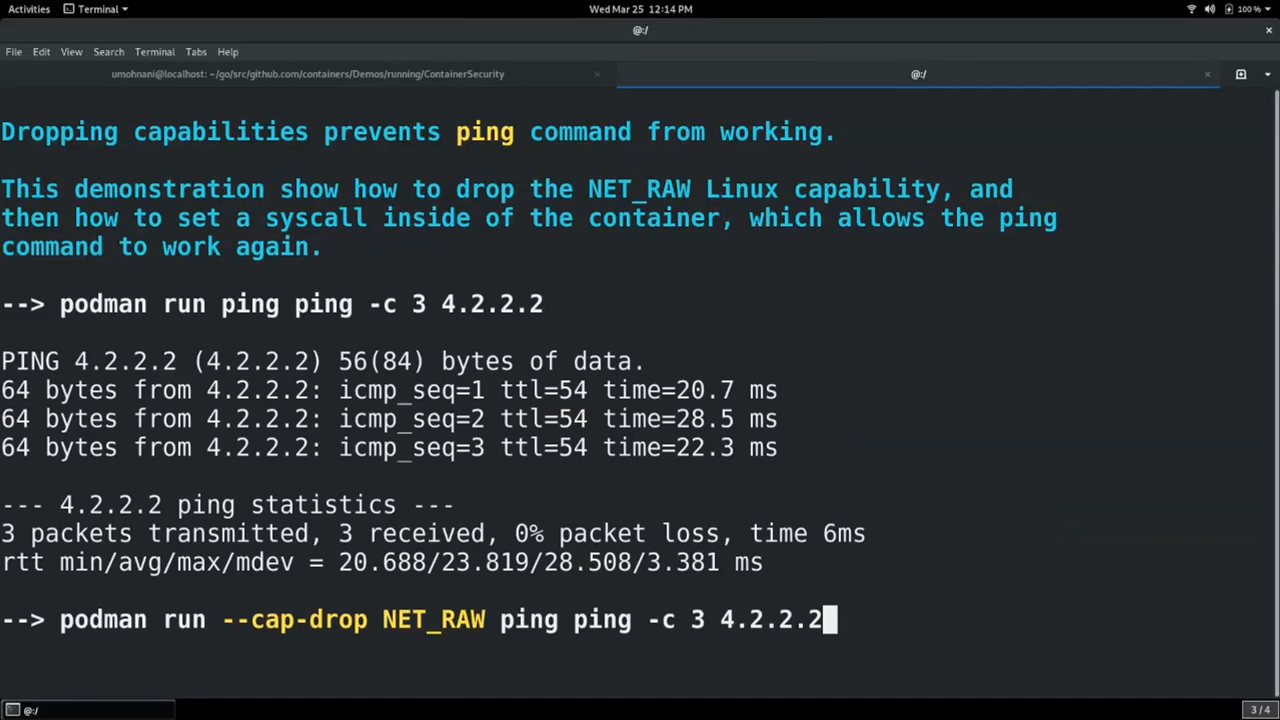 Activities Terminal Wed Mar 25 12:14 PM 100 %
@:/
File Edit View Search Terminal Tabs Help
umohnani@localhost: ~/go/src/github.com/containers/Demos/running/ContainerSecurity @:/
Dropping capabilities prevents ping command from working.
This demonstration show how to drop the NET_RAW Linux capability, and
then how to set a syscall inside of the container, which allows the ping
command to work again.
--> podman run ping ping -c 3 4.2.2.2
PING 4.2.2.2 (4.2.2.2) 56(84) bytes of data.
64 bytes from 4.2.2.2: icmp_seq=1 ttl=54 time=20.7 ms
64 bytes from 4.2.2.2: icmp_seq=2 ttl=54 time=28.5 ms
64 bytes from 4.2.2.2: icmp_seq=3 ttl=54 time=22.3 ms
--- 4.2.2.2 ping statistics ---
3 packets transmitted, 3 received, 0% packet loss, time 6ms
rtt min/avg/max/mdev = 20.688/23.819/28.508/3.381 ms
--> podman run --cap-drop NET_RAW ping ping -c 3 4.2.2.2
@:/ 3 / 4